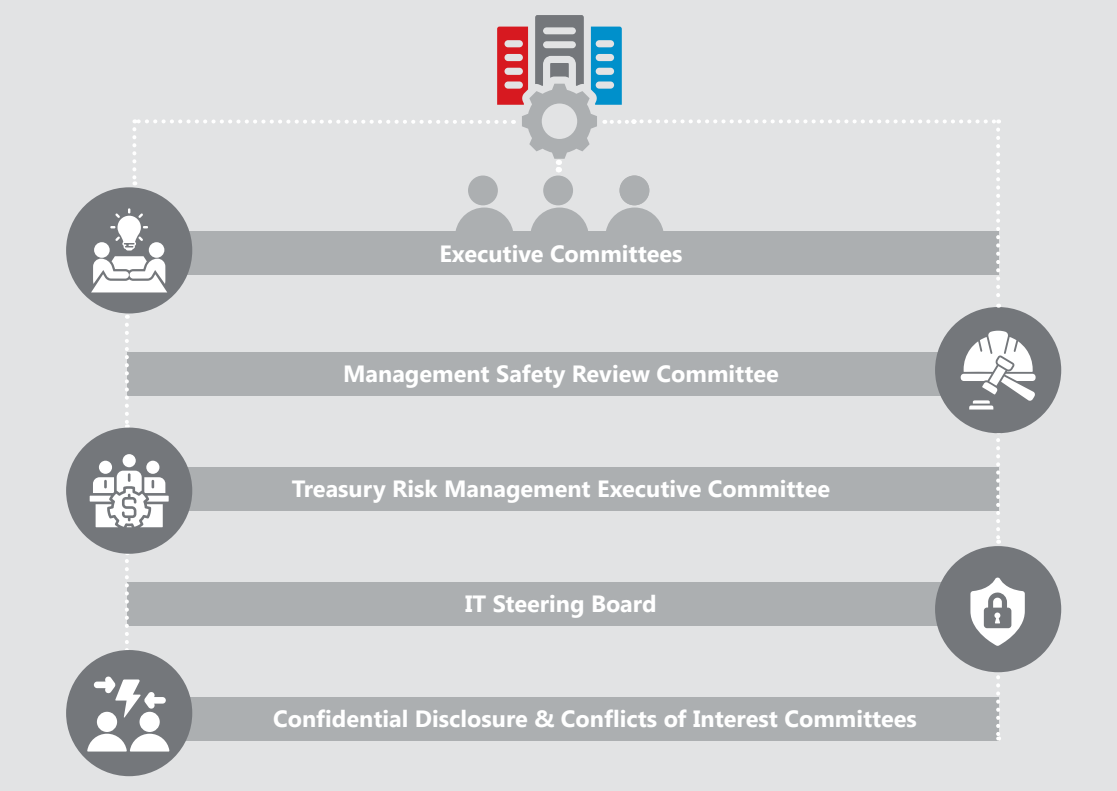 Executive Committees
Management Safety Review Committee
Treasury Risk Management Executive Committee
IT Steering Board
Confidential Disclosure & Conflicts of Interest Committees